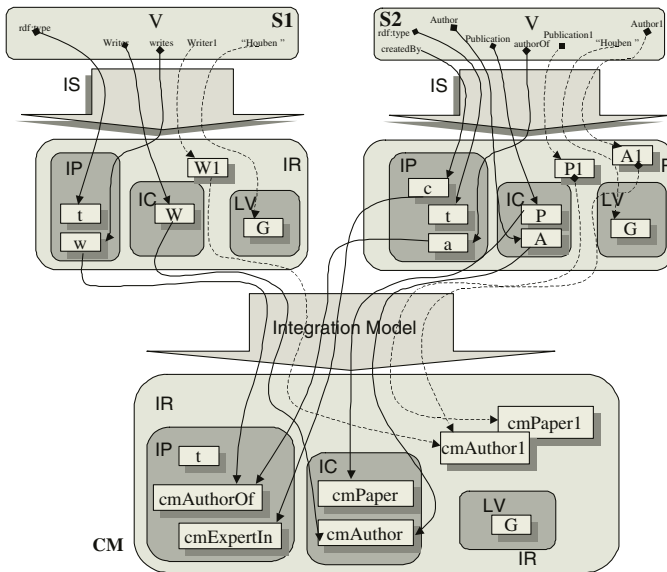 V
S1
rdf:type
Writer
writes
Writer1
"Houben "
S2
V
Author
rdf:type
createdBy
Publication
authorOf
Publication1
"Houben "
Author1
IS
IS
IR
IP
t
w
IC
W
W1
LV
G
IP
c
t
a
IC
P
A
P1
A1
LV
G
Integration Model
IR
IP
t
cmAuthorOf
cmExpertIn
IC
cmPaper
cmAuthor
cmPaper1
cmAuthor1
LV
G
IR
CM